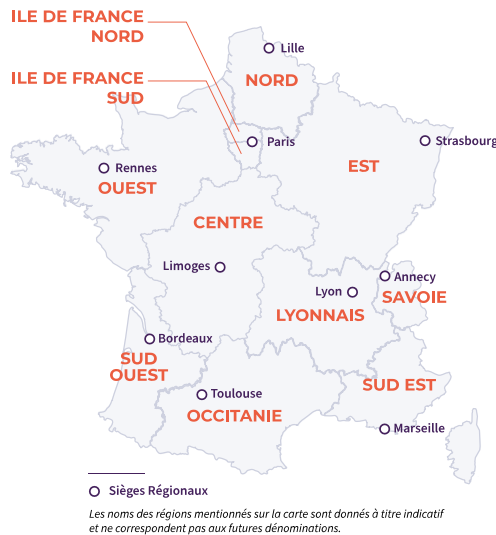 ILE DE FRANCE
NORD
Lille
NORD
ILE DE FRANCE
SUD
Paris
Strasbourg
Rennes
EST
OUEST
CENTRE
Limoges
Annecy
Lyon
SAVOIE
LYONNAIS
Bordeaux
SUD
OUEST
SUD EST
Toulouse
OCCITANIE
Marseille
Sièges Régionaux
Les noms des régions mentionnés sur la carte sont donnés à titre indicatif
et ne correspondent pas aux futures dénominations.